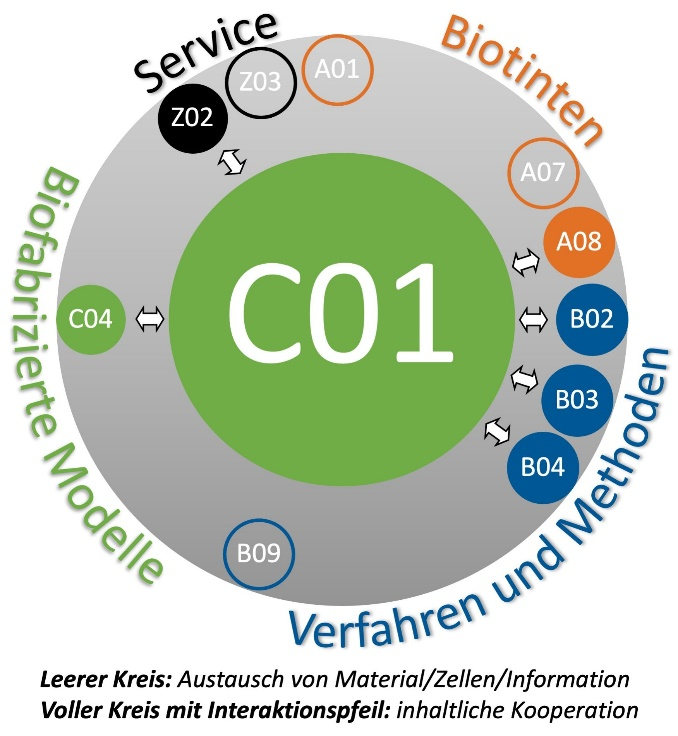 Service
Biotinten
Z03
A01
Z02
A07
A08
Biofabrizierte Modelle
C04
C01
B02
B03
B04
B09
Verfahren und Methoden
Leerer Kreis: Austausch von Material/Zellen/Information
Voller Kreis mit Interaktionspfeil: inhaltliche Kooperation